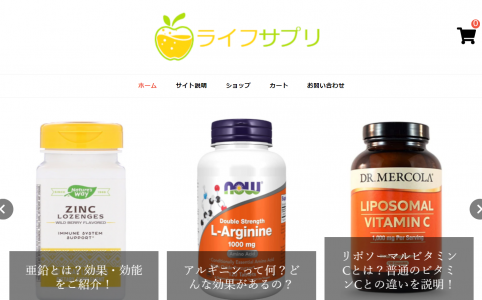 ライフサプリ
0
ホーム サイト説明 ショップ カート お問い合わせ
Nature's Way
ZINC
LOZENGES
WILD BERRY FLAVORED
IMMUNE SYSTEM
SUPPORT
亜鉛とは?効果・効能
をご紹介!
now
Double Strength
L-Arginine
1000 mg
アルギニンって何?ど
んな効果があるの?
DR. MERCOLA
LIPOSOMAL
VITAMIN C
1,000 mg Per Serving
リポソーマルビタミン
Cとは?普通のビタミ
ンCとの違いを説明!